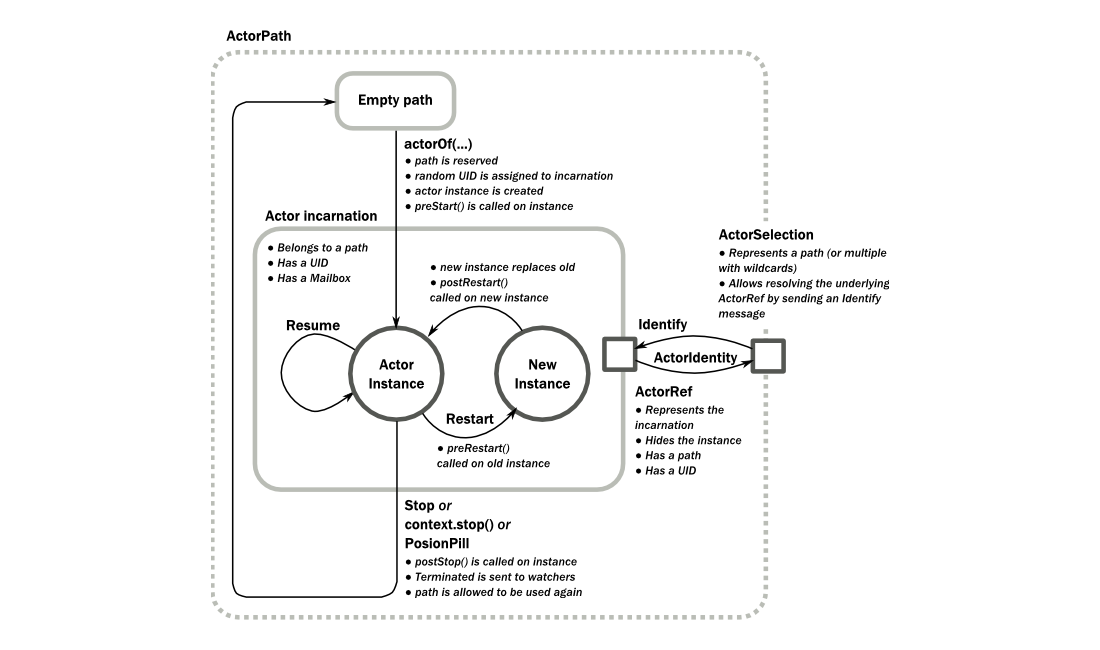 ActorPath
Empty path
actorOf(...)
● path is reserved
● random UID is assigned to incarnation
● actor instance is created
● preStart() is called on instance
Actor incarnation
● Belongs to a path
● Has a UID
● Has a Mailbox
● new instance replaces old
● postRestart()
called on new instance
Resume
Actor
Instance
New
Instance
Restart
● preRestart()
called on old instance
ActorSelection
● Represents a path (or multiple
with wildcards)
● Allows resolving the underlying
ActorRef by sending an Identify
message
Identify
ActorIdentity
ActorRef
● Represents the
incarnation
● Hides the instance
● Has a path
● Has a UID
Stop or
context.stop() or
PosionPill
● postStop() is called on instance
● Terminated is sent to watchers
● path is allowed to be used again